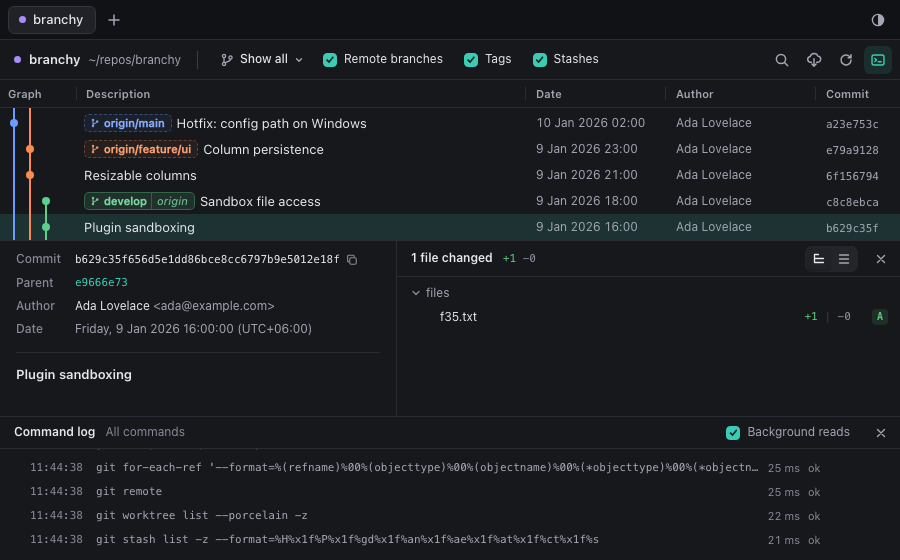 branchy
branchy ~/repos/branchy Show all Remote branches Tags Stashes
Graph Description Date Author Commit
origin/main Hotfix: config path on Windows 10 Jan 2026 02:00 Ada Lovelace a23e753c
origin/feature/ui Column persistence 9 Jan 2026 23:00 Ada Lovelace e79a9128
Resizable columns 9 Jan 2026 21:00 Ada Lovelace 6f156794
develop origin Sandbox file access 9 Jan 2026 18:00 Ada Lovelace c8c8ebca
Plugin sandboxing 9 Jan 2026 16:00 Ada Lovelace b629c35f
Commit b629c35f656d5e1dd86bce8cc6797b9e5012e18f
Parent e9666e73
Author Ada Lovelace <ada@example.com>
Date Friday, 9 Jan 2026 16:00:00 (UTC+06:00)
Plugin sandboxing
1 file changed +1 −0
files
f35.txt +1 | −0 A
Command log All commands Background reads
11:44:38 git for-each-ref '--format=%(refname)%00%(objecttype)%00%(objectname)%00%(*objecttype)%00%(*objectn… 25 ms ok
11:44:38 git remote 25 ms ok
11:44:38 git worktree list --porcelain -z 22 ms ok
11:44:38 git stash list -z --format=%H%x1f%P%x1f%gd%x1f%an%x1f%ae%x1f%at%x1f%ct%x1f%s 21 ms ok